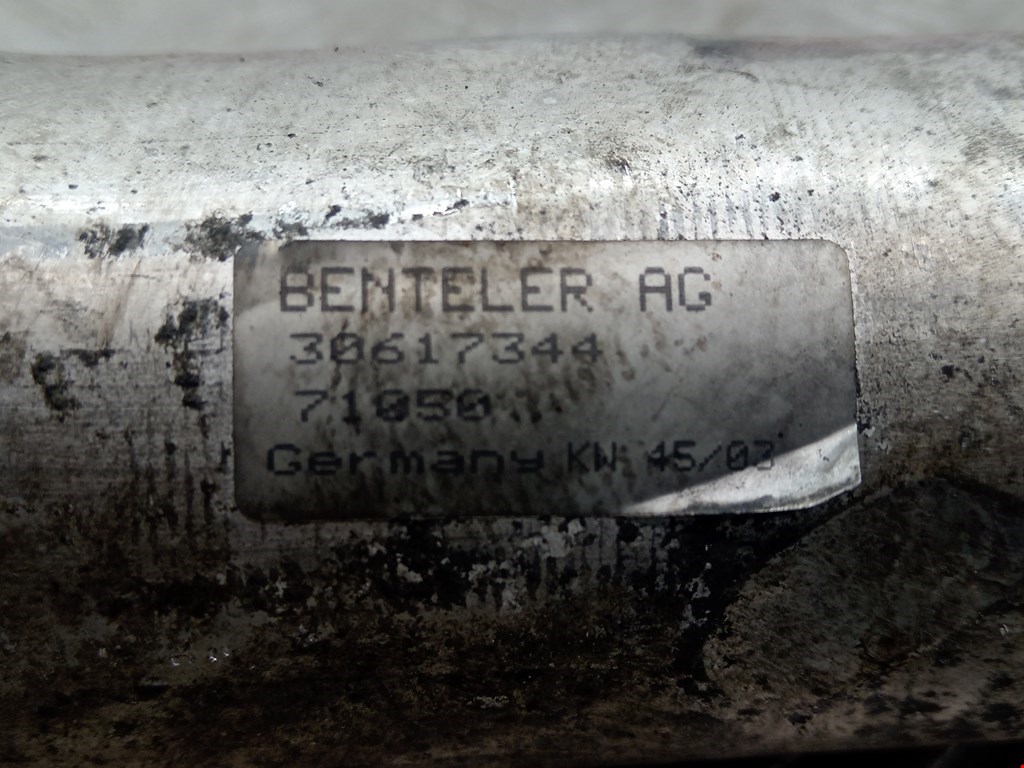 BENTELER AG
30617344
71050
Germany KW 45/03